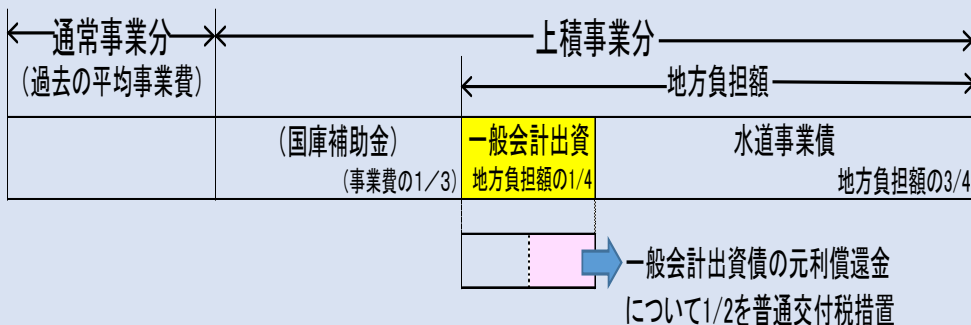 通常事業分
(過去の平均事業費)
上積事業分
地方負担額
(国庫補助金)
(事業費の1/3)
一般会計出資
地方負担額の1/4
水道事業債
地方負担額の3/4
一般会計出資債の元利償還金
について1/2を普通交付税措置